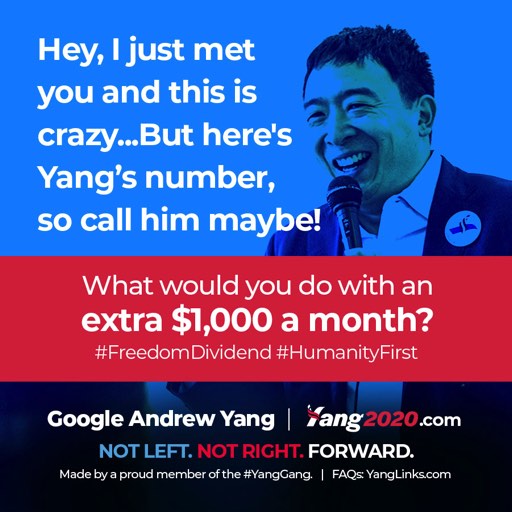 Hey, I just met
you and this is
crazy...But here's
Yang’s number,
so call him maybe!
What would you do with an
extra $1,000 a month?
#FreedomDividend #HumanityFirst
Google Andrew Yang | Yang2020.com
NOT LEFT. NOT RIGHT. FORWARD.
Made by a proud member of the #YangGang. | FAQs: YangLinks.com